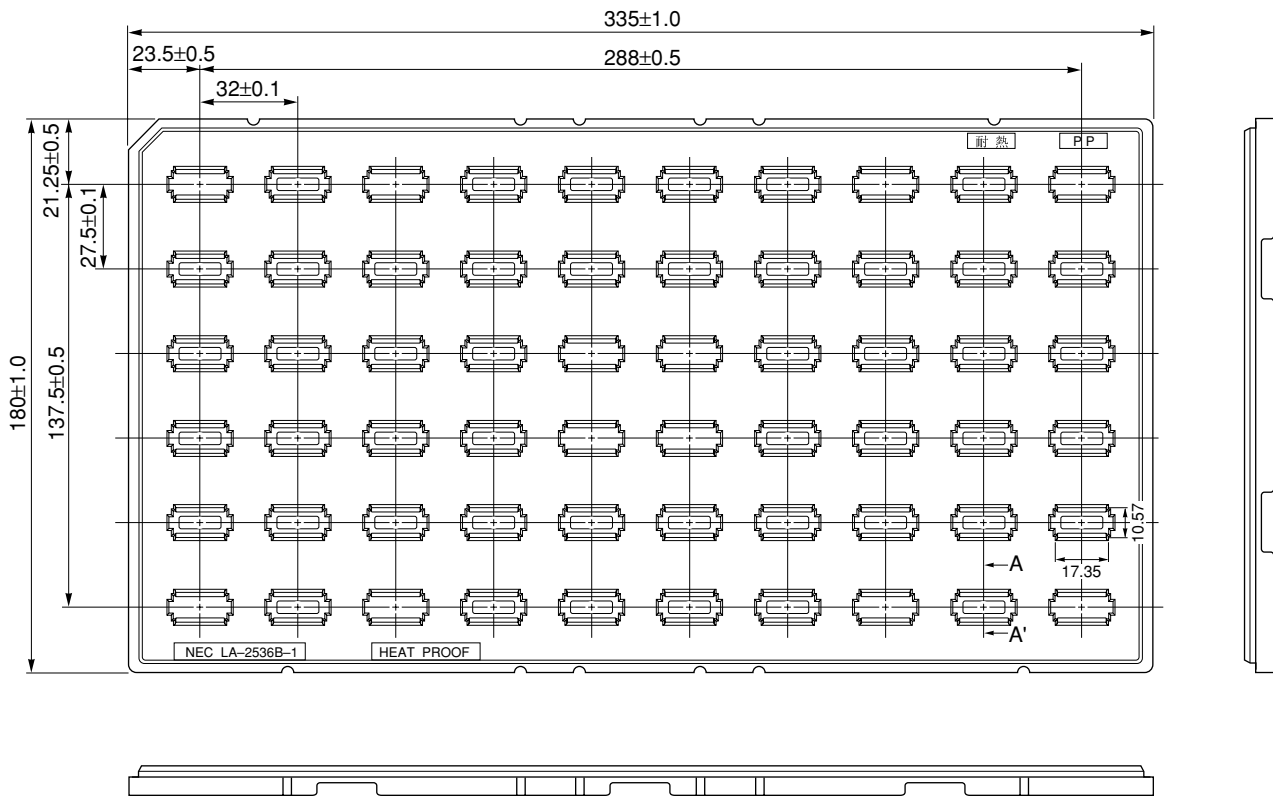 335±1.0
23.5±0.5
288±0.5
32±0.1
耐 熱
PP
21.25±0.5
27.5±0.1
180±1.0
137.5±0.5
10.57
17.35
A
A'
NEC LA–2536B–1
HEAT PROOF